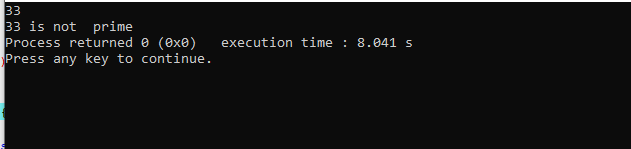 33
33 is not  prime
Process returned 0 (0x0)   execution time : 8.041 s
Press any key to continue.